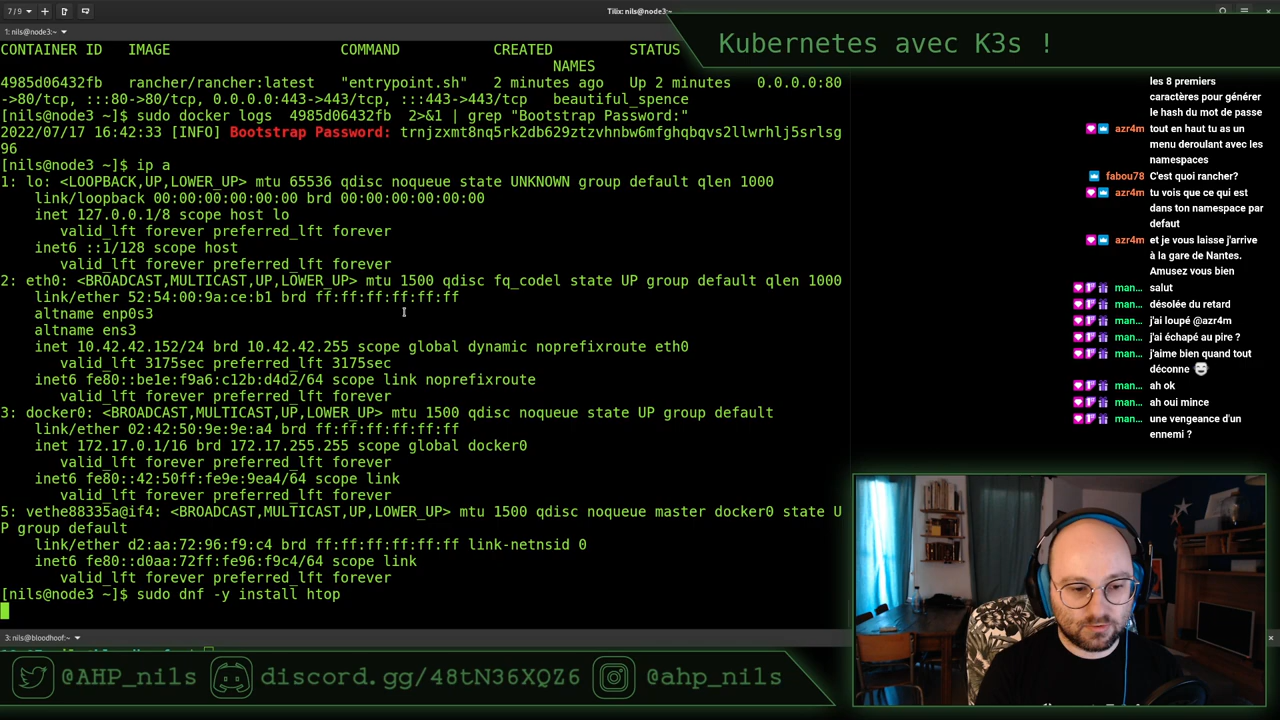 7 / 9
Tilix: nils@node3:~
1: nils@node3:~
Kubernetes avec K3s !
CONTAINER ID   IMAGE                    COMMAND           CREATED         STATUS
NAMES
4985d06432fb   rancher/rancher:latest   "entrypoint.sh"   2 minutes ago   Up 2 minutes   0.0.0.0:80
->80/tcp, :::80->80/tcp, 0.0.0.0:443->443/tcp, :::443->443/tcp   beautiful_spence
[nils@node3 ~]$ sudo docker logs  4985d06432fb  2>&1 | grep "Bootstrap Password:"
2022/07/17 16:42:33 [INFO] Bootstrap Password: trnjzxmt8nq5rk2db629ztzvhnbw6mfghqbqvs2llwrhlj5srlsg
96
[nils@node3 ~]$ ip a
1: lo: <LOOPBACK,UP,LOWER_UP> mtu 65536 qdisc noqueue state UNKNOWN group default qlen 1000
link/loopback 00:00:00:00:00:00 brd 00:00:00:00:00:00
inet 127.0.0.1/8 scope host lo
valid_lft forever preferred_lft forever
inet6 ::1/128 scope host
valid_lft forever preferred_lft forever
2: eth0: <BROADCAST,MULTICAST,UP,LOWER_UP> mtu 1500 qdisc fq_codel state UP group default qlen 1000
link/ether 52:54:00:9a:ce:b1 brd ff:ff:ff:ff:ff:ff
altname enp0s3
altname ens3
inet 10.42.42.152/24 brd 10.42.42.255 scope global dynamic noprefixroute eth0
valid_lft 3175sec preferred_lft 3175sec
inet6 fe80::be1e:f9a6:c12b:d4d2/64 scope link noprefixroute
valid_lft forever preferred_lft forever
3: docker0: <BROADCAST,MULTICAST,UP,LOWER_UP> mtu 1500 qdisc noqueue state UP group default
link/ether 02:42:50:9e:9e:a4 brd ff:ff:ff:ff:ff:ff
inet 172.17.0.1/16 brd 172.17.255.255 scope global docker0
valid_lft forever preferred_lft forever
inet6 fe80::42:50ff:fe9e:9ea4/64 scope link
valid_lft forever preferred_lft forever
5: vethe88335a@if4: <BROADCAST,MULTICAST,UP,LOWER_UP> mtu 1500 qdisc noqueue master docker0 state U
P group default
link/ether d2:aa:72:96:f9:c4 brd ff:ff:ff:ff:ff:ff link-netnsid 0
inet6 fe80::d0aa:72ff:fe96:f9c4/64 scope link
valid_lft forever preferred_lft forever
[nils@node3 ~]$ sudo dnf -y install htop
3: nils@bloodhoof:~
les 8 premiers
caractères pour générer
le hash du mot de passe
azr4m tout en haut tu as un
menu deroulant avec les
namespaces
fabou78 C'est quoi rancher?
azr4m tu vois que ce qui est
dans ton namespace par
defaut
azr4m et je vous laisse j'arrive
à la gare de Nantes.
Amusez vous bien
man... salut
man... désolée du retard
man... j'ai loupé @azr4m
man... j'ai échapé au pire ?
man... j'aime bien quand tout
déconne
man... ah ok
man... ah oui mince
man... une vengeance d'un
ennemi ?
@AHP_nils
discord.gg/48tN36XQZ6
@ahp_nils